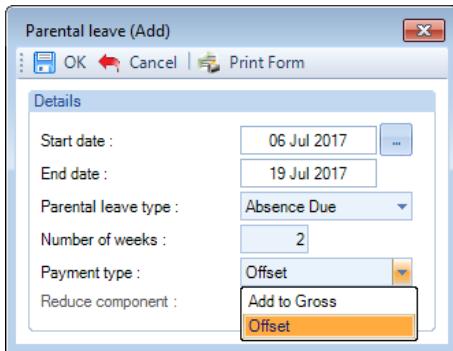 Parental leave (Add)
OK Cancel Print Form
Details
Start date : 06 Jul 2017 ...
End date : 19 Jul 2017
Parental leave type : Absence Due
Number of weeks : 2
Payment type : Offset
Reduce component : Add to Gross
Offset